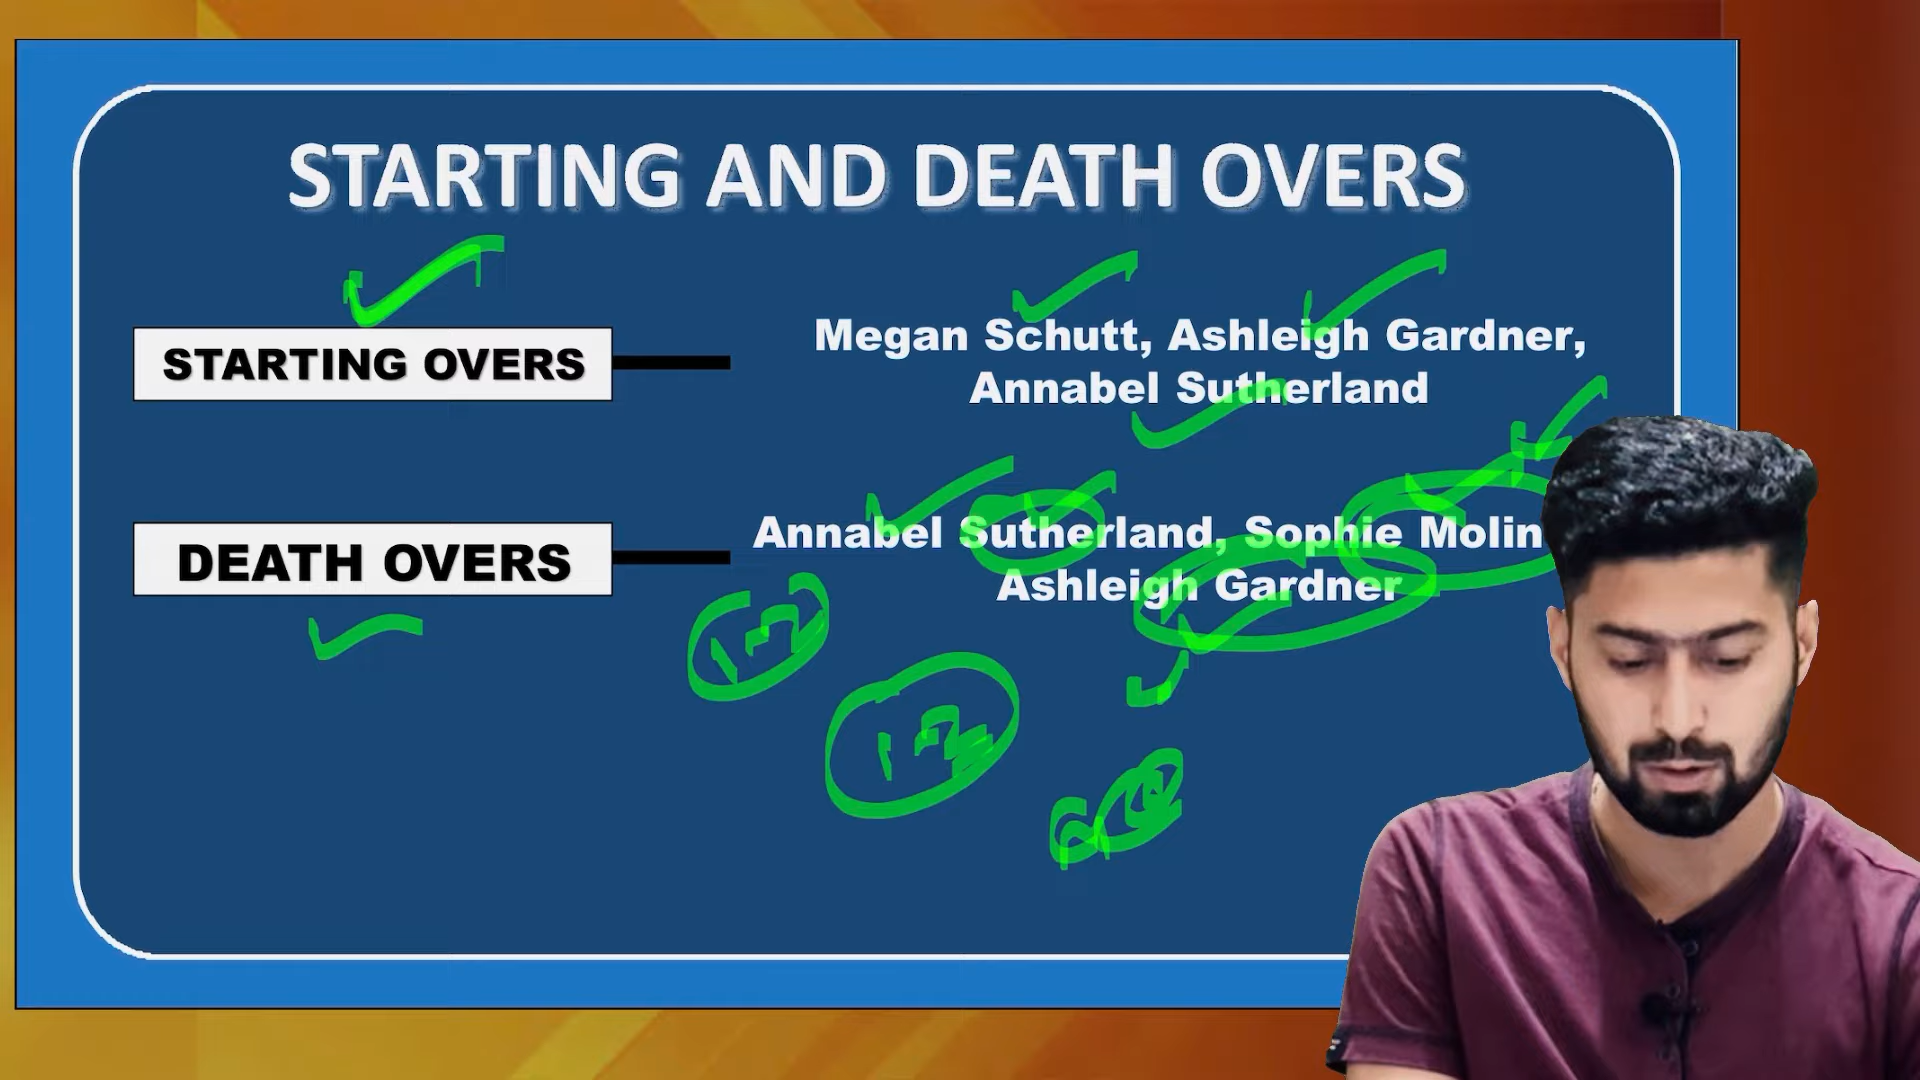 STARTING AND DEATH OVERS
STARTING OVERS
Megan Schutt, Ashleigh Gardner,
Annabel Sutherland
DEATH OVERS
Annabel Sutherland, Sophie Molin
Ashleigh Gardner